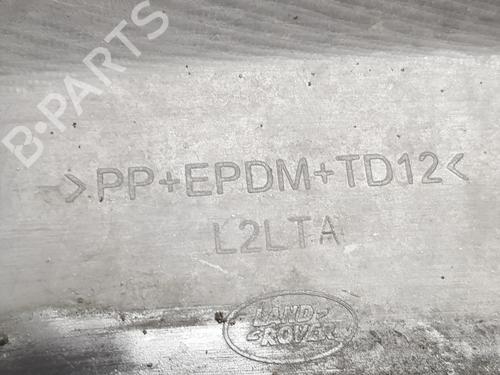 B-PARTS
>PP+EPDM+TD12<
L2LTA
LAND-
ROVER